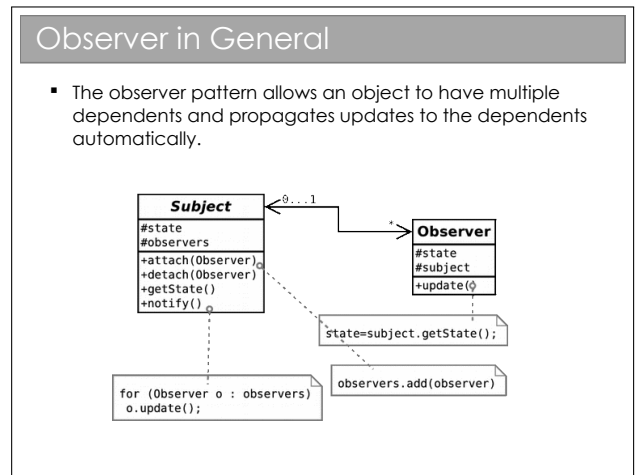 Observer in General
▪ The observer pattern allows an object to have multiple
dependents and propagates updates to the dependents
automatically.
Subject
#state
#observers
+attach(Observer)
+detach(Observer)
+getState()
+notify()
0...1
*
Observer
#state
#subject
+update()
state=subject.getState();
observers.add(observer)
for (Observer o : observers)
o.update();